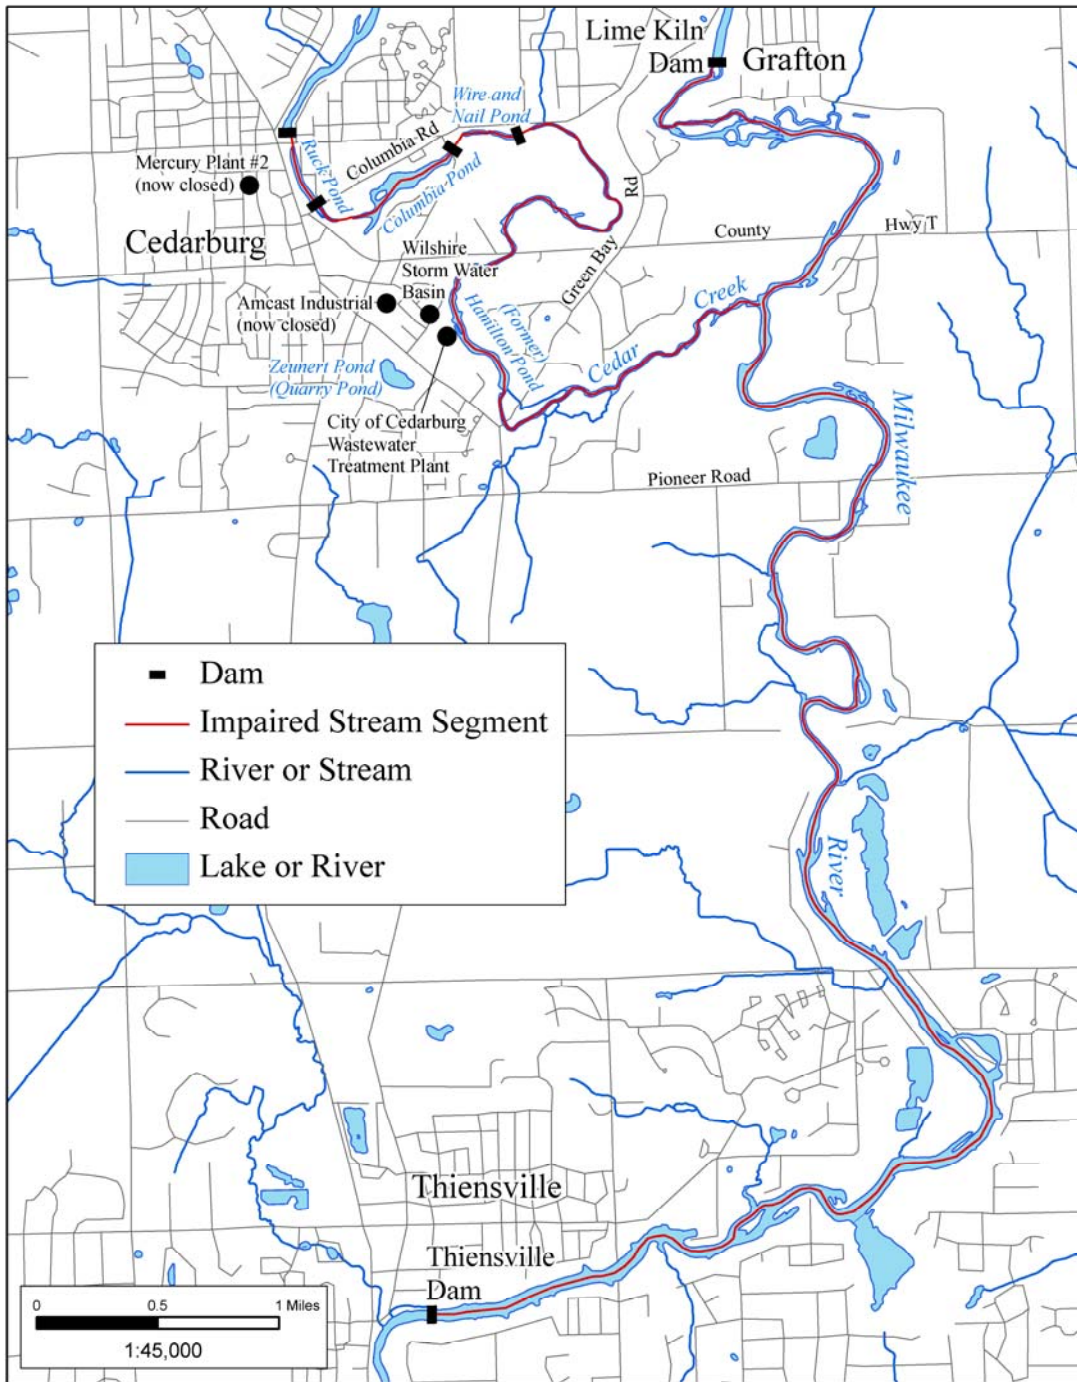 Lime Kiln
Dam
Grafton
Wire and
Nail Pond
Columbia Rd
Ruck Pond
Columbia Pond
Mercury Plant #2
(now closed)
Cedarburg
Rd
Green Bay
County
Hwy T
Wilshire
Storm Water
Basin
Amcast Industrial
(now closed)
(Former)
Hamilton Pond
Cedar
Creek
Zeunert Pond
(Quarry Pond)
City of Cedarburg
Wastewater
Treatment Plant
Milwaukee
Pioneer Road
Dam
Impaired Stream Segment
River or Stream
Road
Lake or River
River
Thiensville
Thiensville
Dam
0 0.5 1 Miles
1:45,000